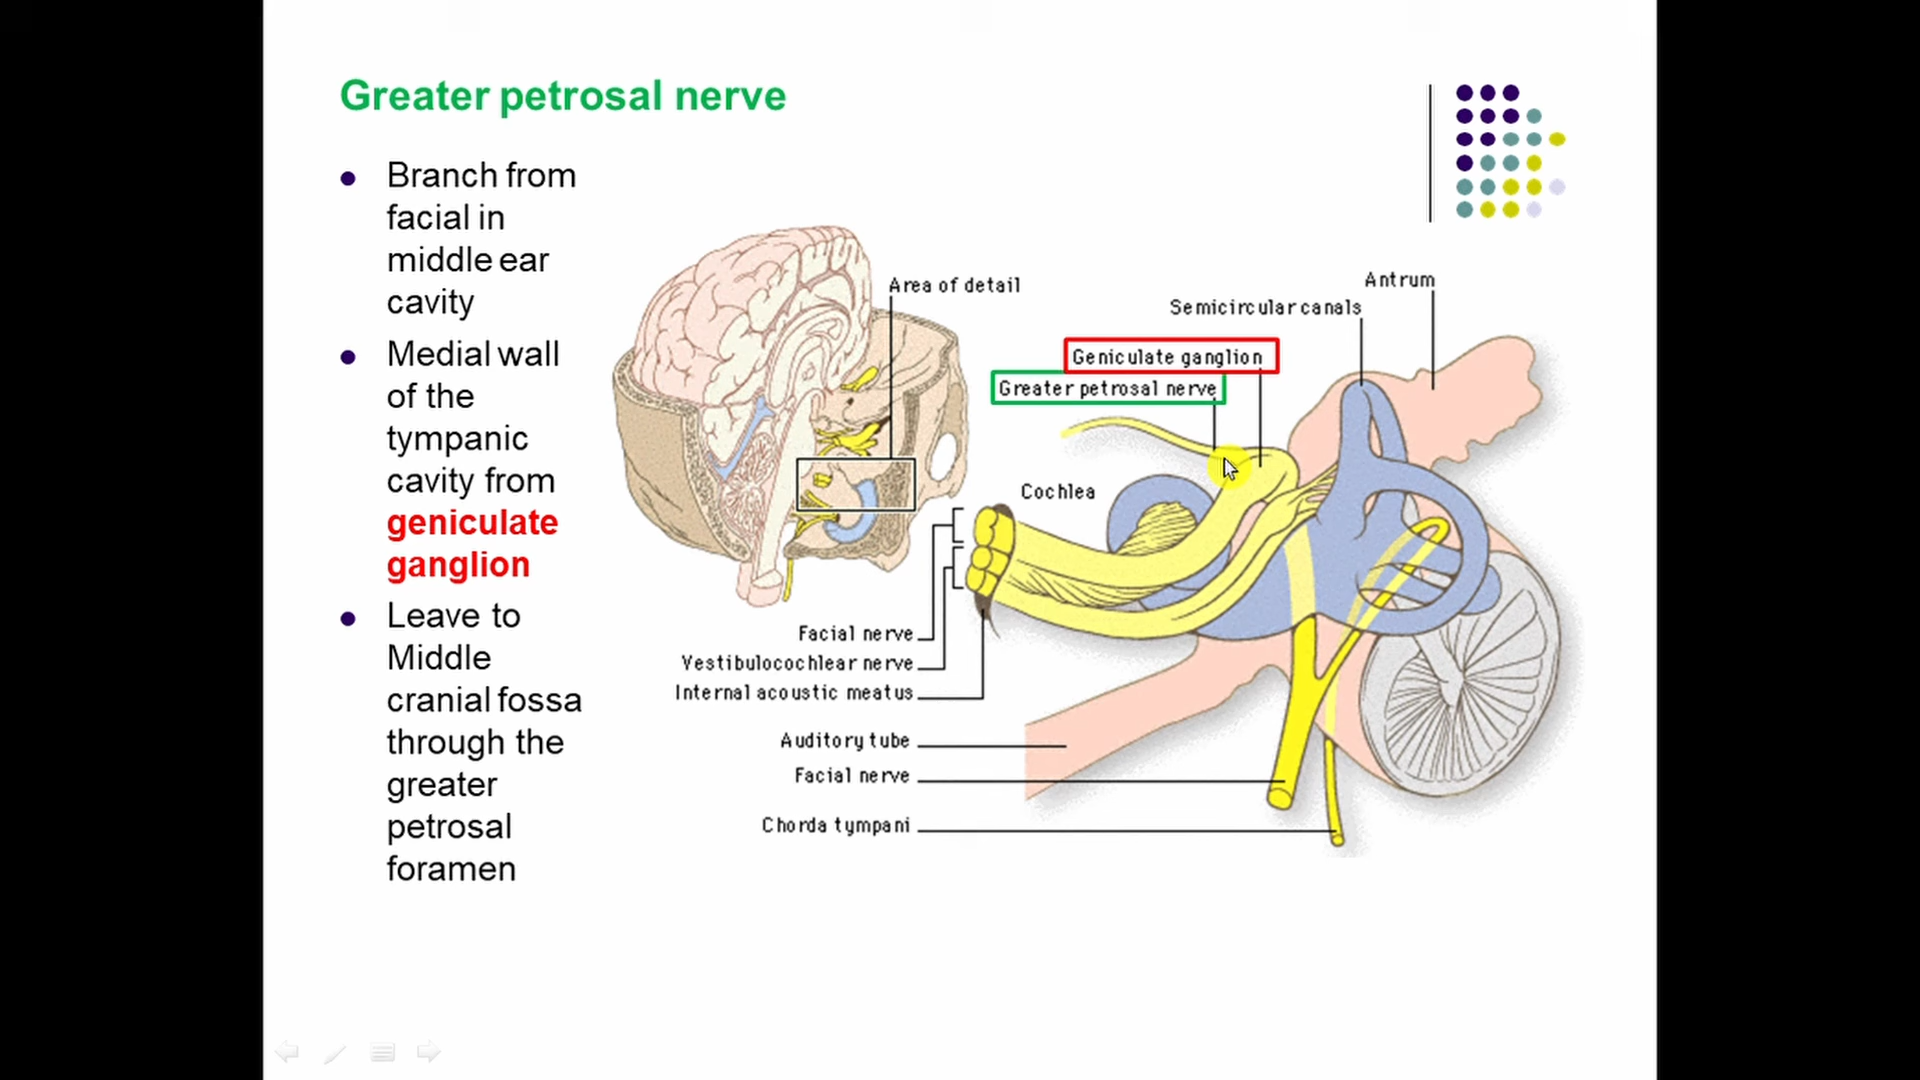 Greater petrosal nerve
Branch from
facial in
middle ear
cavity
Medial wall
of the
tympanic
cavity from
geniculate
ganglion
Leave to
Middle
cranial fossa
through the
greater
petrosal
foramen
Area of detail
Antrum
Semicircular canals
Geniculate ganglion
Greater petrosal nerve
Cochlea
Facial nerve
Vestibulocochlear nerve
Internal acoustic meatus
Auditory tube
Facial nerve
Chorda tympani